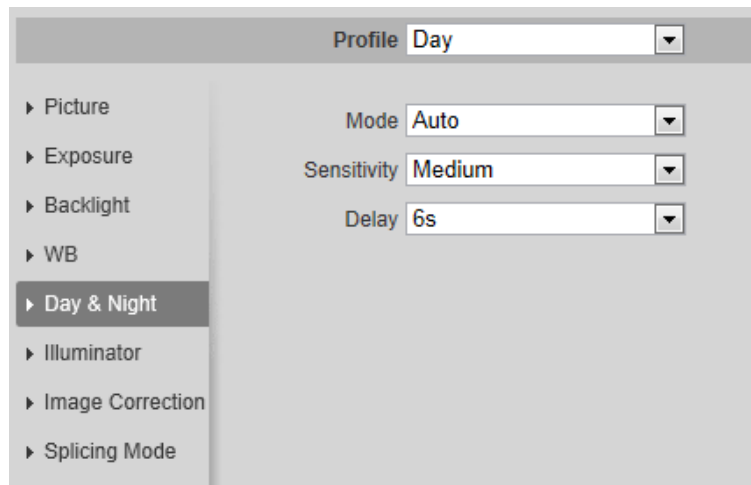 Profile Day
Picture
Exposure
Backlight
WB
Day & Night
Illuminator
Image Correction
Splicing Mode
Mode Auto
Sensitivity Medium
Delay 6s